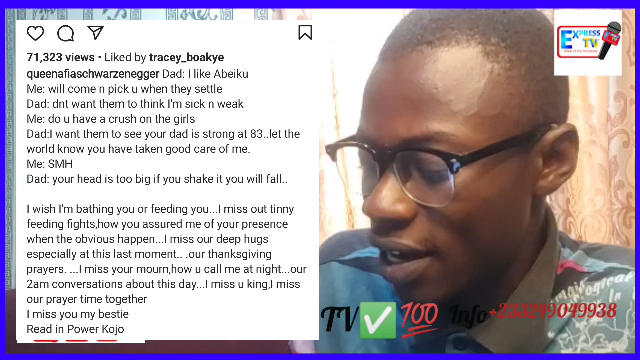 71,323 views • Liked by tracey_boakye
queenafiaschwarzenegger Dad: I like Abeiku
Me: will come n pick u when they settle
Dad: dnt want them to think I'm sick n weak
Me: do u have a crush on the girls
Dad:I want them to see your dad is strong at 83..let the
world know you have taken good care of me.
Me: SMH
Dad: your head is too big if you shake it you will fall..
I wish I'm bathing you or feeding you...I miss out tinny
feeding fights,how you assured me of your presence
when the obvious happen...I miss our deep hugs
especially at this last moment.. .our thanksgiving
prayers. ...I miss your mourn,how u call me at night...our
2am conversations about this day...I miss u king,I miss
our prayer time together
I miss you my bestie
Read in Power Kojo
EXPRESS
TV
TV✅💯 Info+233249049938